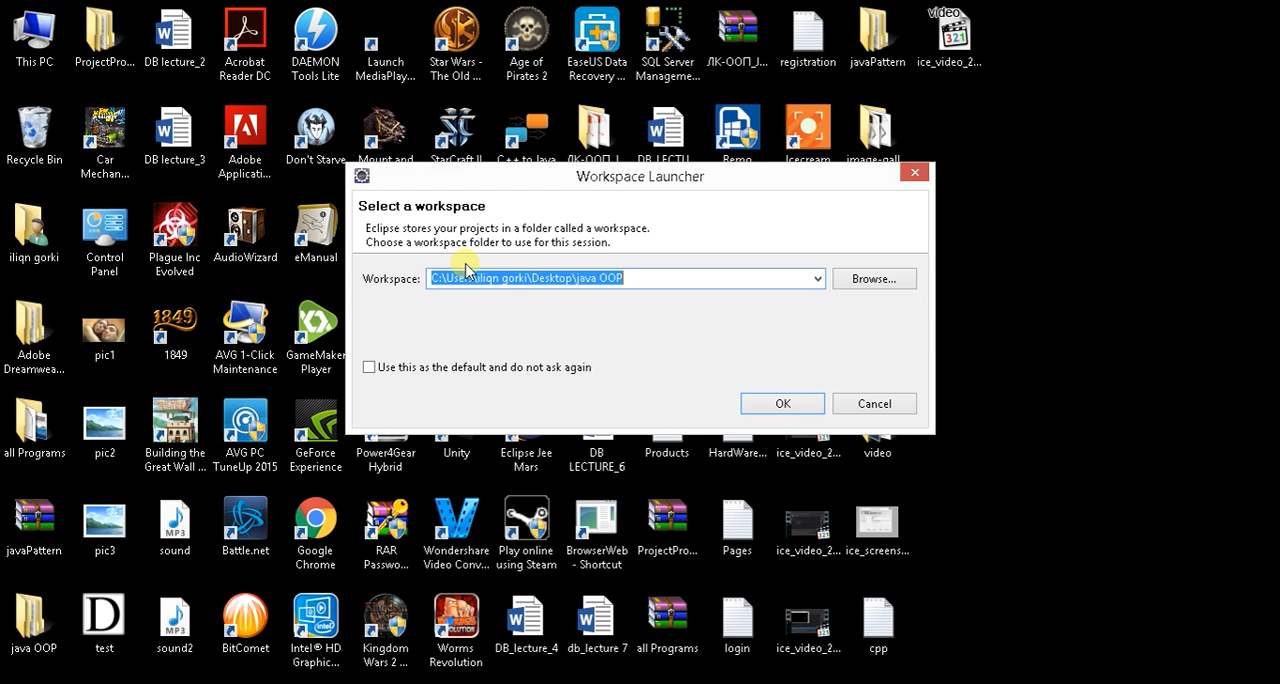 video
This PC
ProjectPro...
DB lecture_2
Acrobat
Reader DC
DAEMON
Tools Lite
Launch
MediaPlay...
Star Wars -
The Old ...
Age of
Pirates 2
EaseUS Data
Recovery ...
SQL Server
Manageme...
ЛК-ООП_J...
registration
javaPattern
ice_video_2...
Recycle Bin
Car
Mechan...
DB lecture_3
Adobe
Applicati...
Don't Starve
Mount and
StarCraft II
C++ to Java
ЛК-ООП_J
DB_LECTU
Remo
Icecream
image-gall
Workspace Launcher
Select a workspace
Eclipse stores your projects in a folder called a workspace.
Choose a workspace folder to use for this session.
Workspace:
C:\Users\iliqn gorki\Desktop\java OOP
Browse...
Use this as the default and do not ask again
OK
Cancel
iliqn gorki
Control
Panel
Plague Inc
Evolved
AudioWizard
eManual
Adobe
Dreamwea...
pic1
1849
1849
AVG 1-Click
Maintenance
GameMaker
Player
all Programs
pic2
Building the
Great Wall ...
AVG PC
TuneUp 2015
GeForce
Experience
Power4Gear
Hybrid
Unity
Eclipse Jee
Mars
DB
LECTURE_6
Products
HardWare...
ice_video_2...
video
javaPattern
pic3
MP3
sound
Battle.net
Google
Chrome
RAR
Passwo...
Wondershare
Video Conv...
Play online
using Steam
BrowserWeb
- Shortcut
ProjectPro...
Pages
ice_video_2...
ice_screens...
java OOP
D
test
MP3
sound2
BitComet
Intel® HD
Graphic...
Kingdom
Wars 2 ...
Worms
Revolution
DB_lecture_4
db_lecture 7
all Programs
login
ice_video_2...
cpp